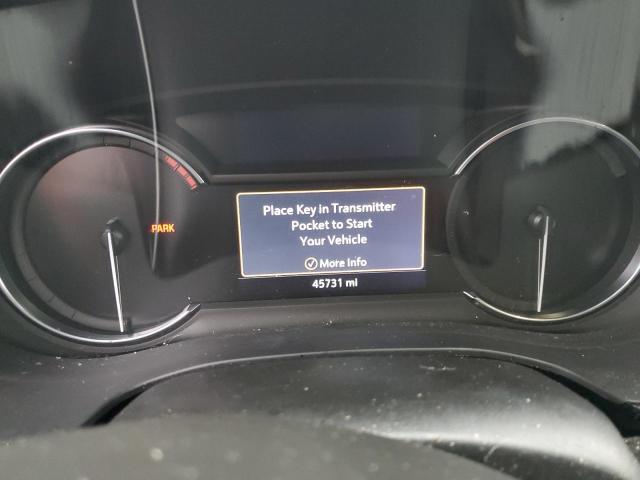 Place Key in Transmitter
Pocket to Start
Your Vehicle
More Info
PARK
45731 mi